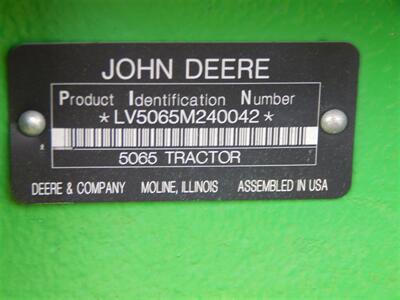 JOHN DEERE
Product Identification Number
*LV5065M240042*
5065 TRACTOR
DEERE & COMPANY MOLINE, ILLINOIS ASSEMBLED IN USA